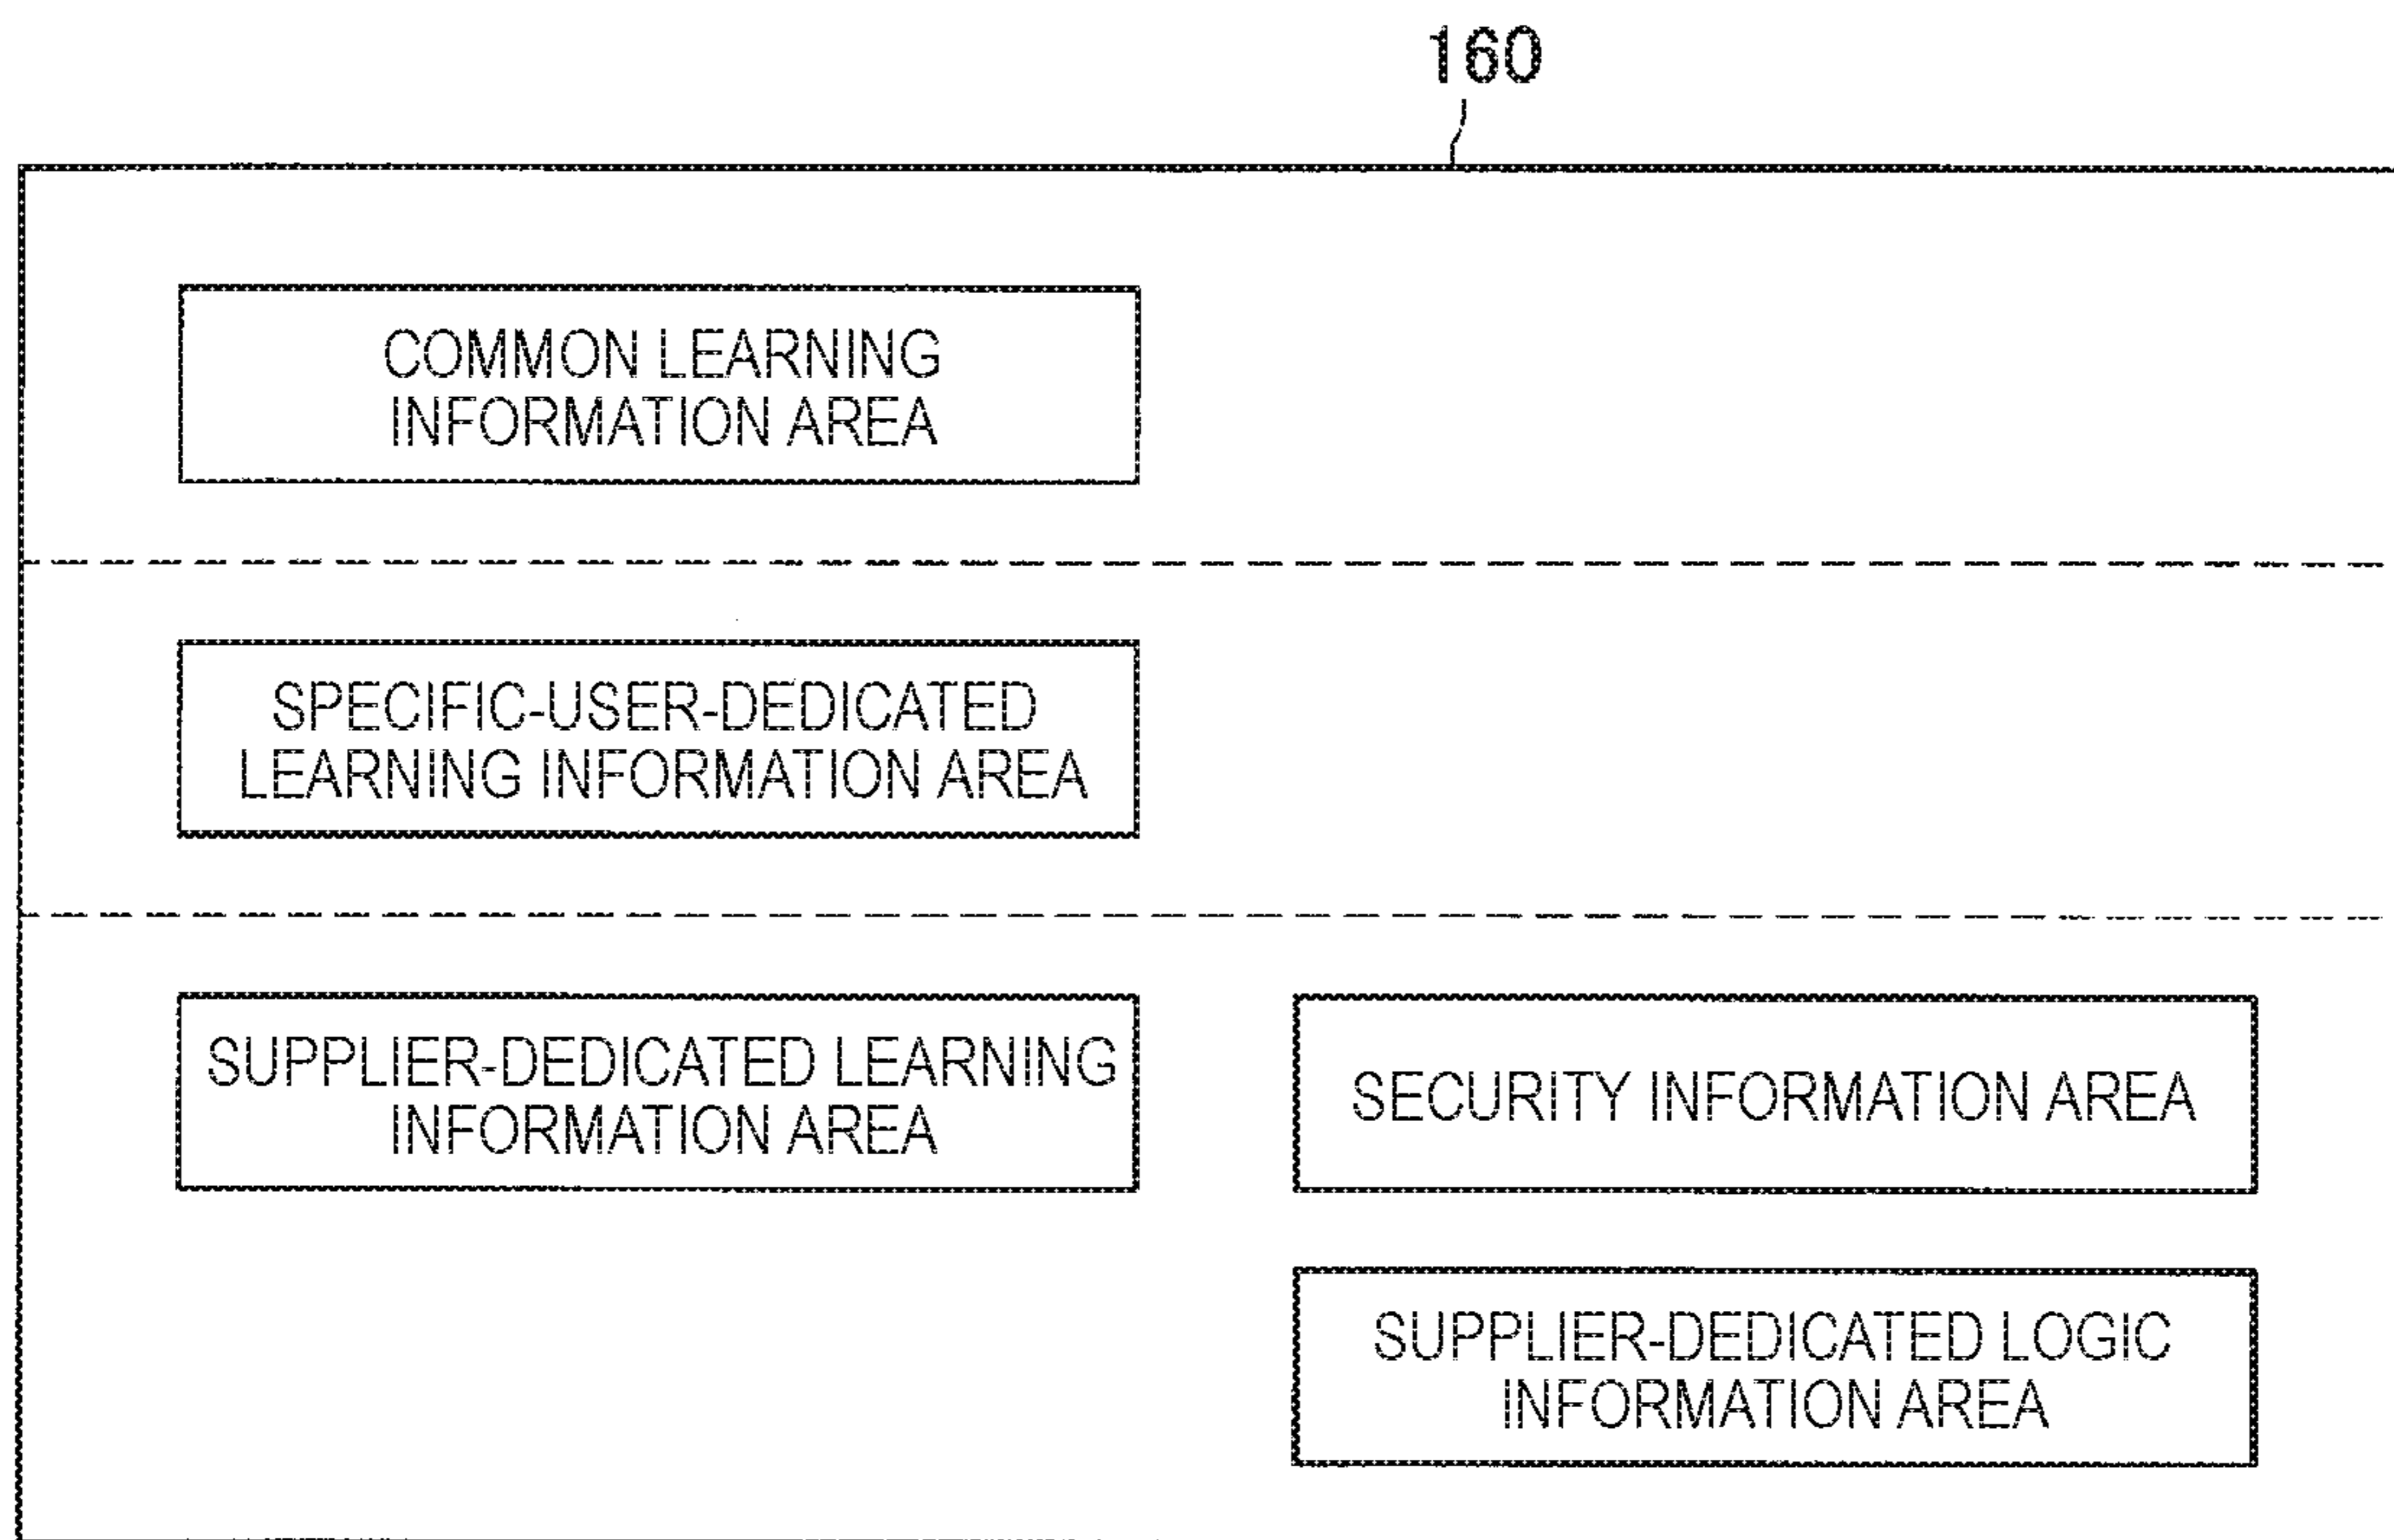 160
COMMON LEARNING
INFORMATION AREA
SPECIFIC-USER-DEDICATED
LEARNING INFORMATION AREA
SUPPLIER-DEDICATED LEARNING
INFORMATION AREA
SECURITY INFORMATION AREA
SUPPLIER-DEDICATED LOGIC
INFORMATION AREA